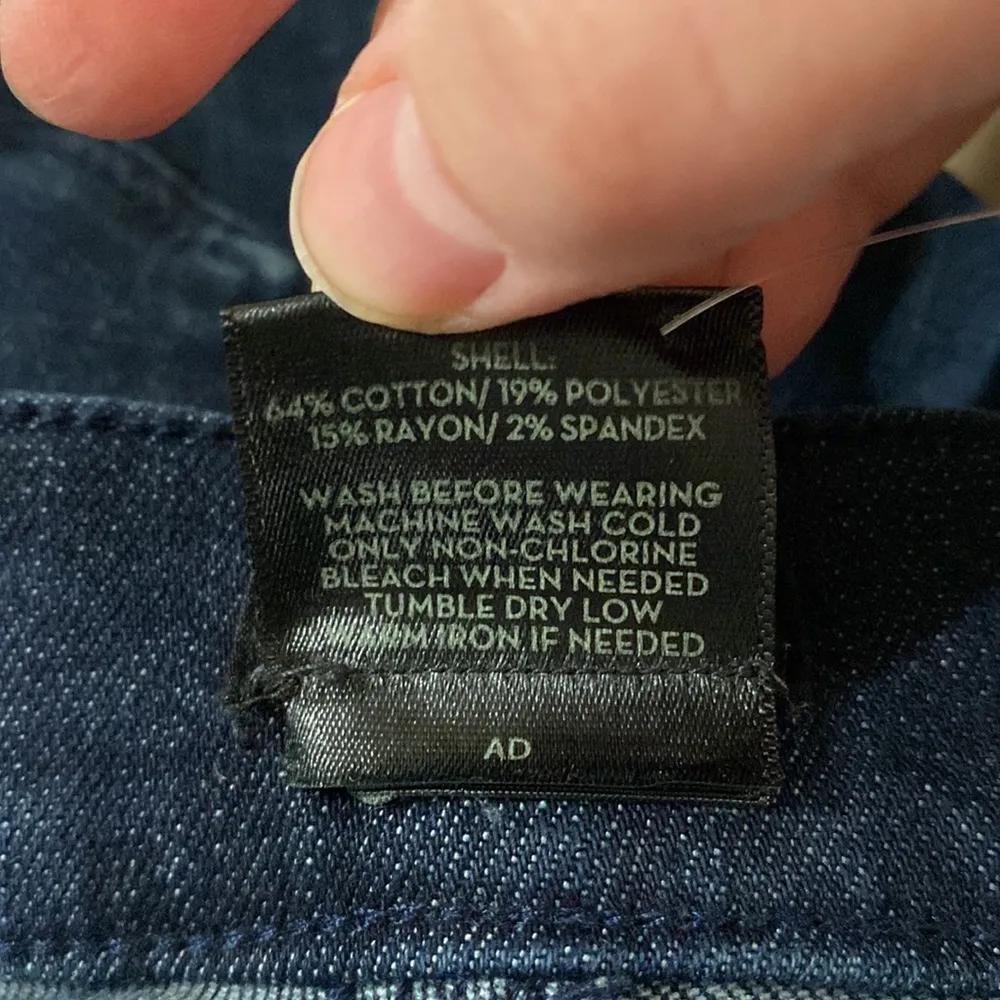 SHELL:
64% COTTON/ 19% POLYESTER
15% RAYON/ 2% SPANDEX
WASH BEFORE WEARING
MACHINE WASH COLD
ONLY NON-CHLORINE
BLEACH WHEN NEEDED
TUMBLE DRY LOW
WARM IRON IF NEEDED
AD